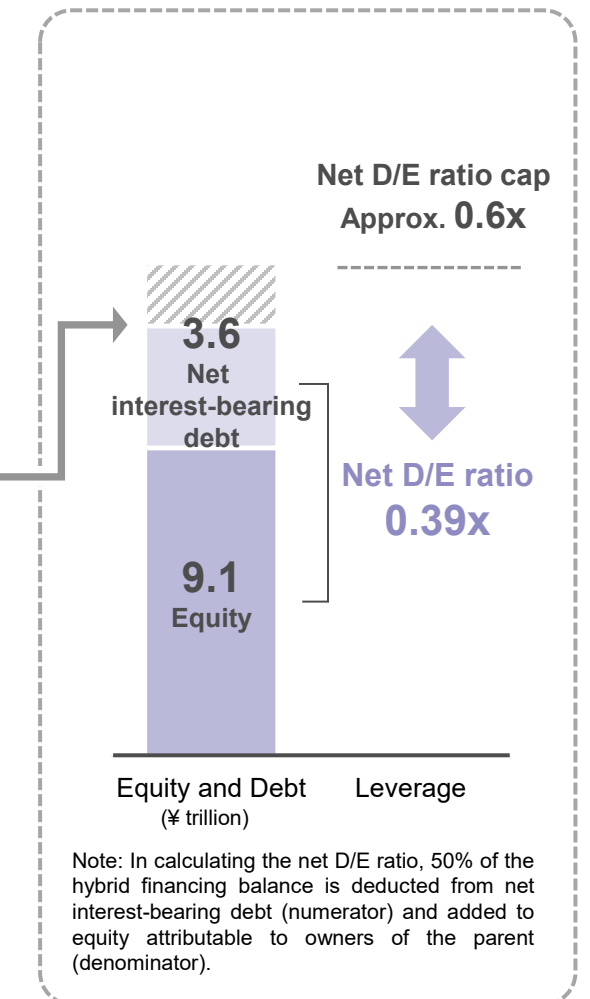 Net D/E ratio cap
Approx. 0.6x
3.6
Net
interest-bearing
debt
Net D/E ratio
0.39x
9.1
Equity
Equity and Debt
(¥ trillion)
Leverage
Note: In calculating the net D/E ratio, 50% of the
hybrid financing balance is deducted from net
interest-bearing debt (numerator) and added to
equity attributable to owners of the parent
(denominator).